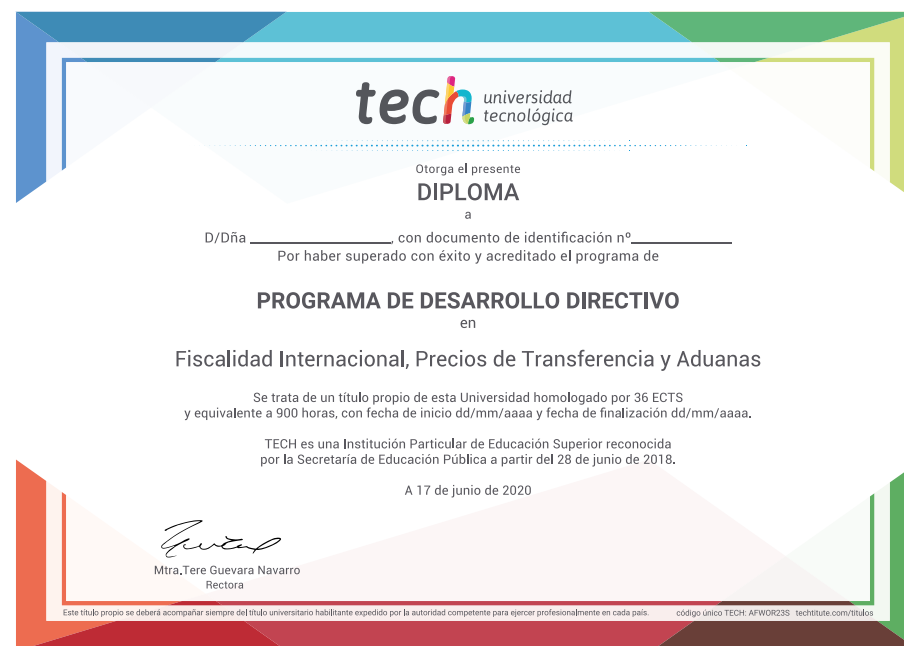 tech universidad
tecnológica
Otorga el presente
DIPLOMA
a
D/Dña ____________________, con documento de identificación nº______________
Por haber superado con éxito y acreditado el programa de
PROGRAMA DE DESARROLLO DIRECTIVO
en
Fiscalidad Internacional, Precios de Transferencia y Aduanas
Se trata de un título propio de esta Universidad homologado por 36 ECTS
y equivalente a 900 horas, con fecha de inicio dd/mm/aaaa y fecha de finalización dd/mm/aaaa.
TECH es una Institución Particular de Educación Superior reconocida
por la Secretaría de Educación Pública a partir del 28 de junio de 2018.
A 17 de junio de 2020
Mtra.Tere Guevara Navarro
Rectora
Este título propio se deberá acompañar siempre del título universitario habilitante expedido por la autoridad competente para ejercer profesionalmente en cada país. código único TECH: AFWOR23S techtitute.com/titulos